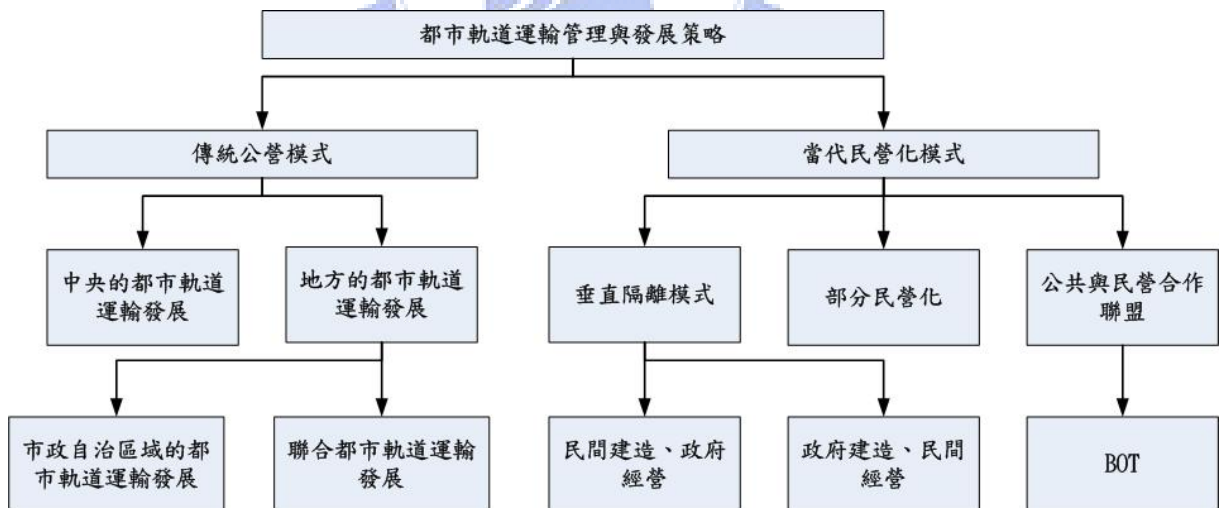 都市軌道運輸管理與發展策略
傳統公營模式
當代民營化模式
中央的都市軌道
運輸發展
地方的都市軌道
運輸發展
垂直隔離模式
部分民營化
公共與民營合作
聯盟
市政自治區域的都
市軌道運輸發展
聯合都市軌道運輸
發展
民間建造、政府
經營
政府建造、民間
經營
BOT